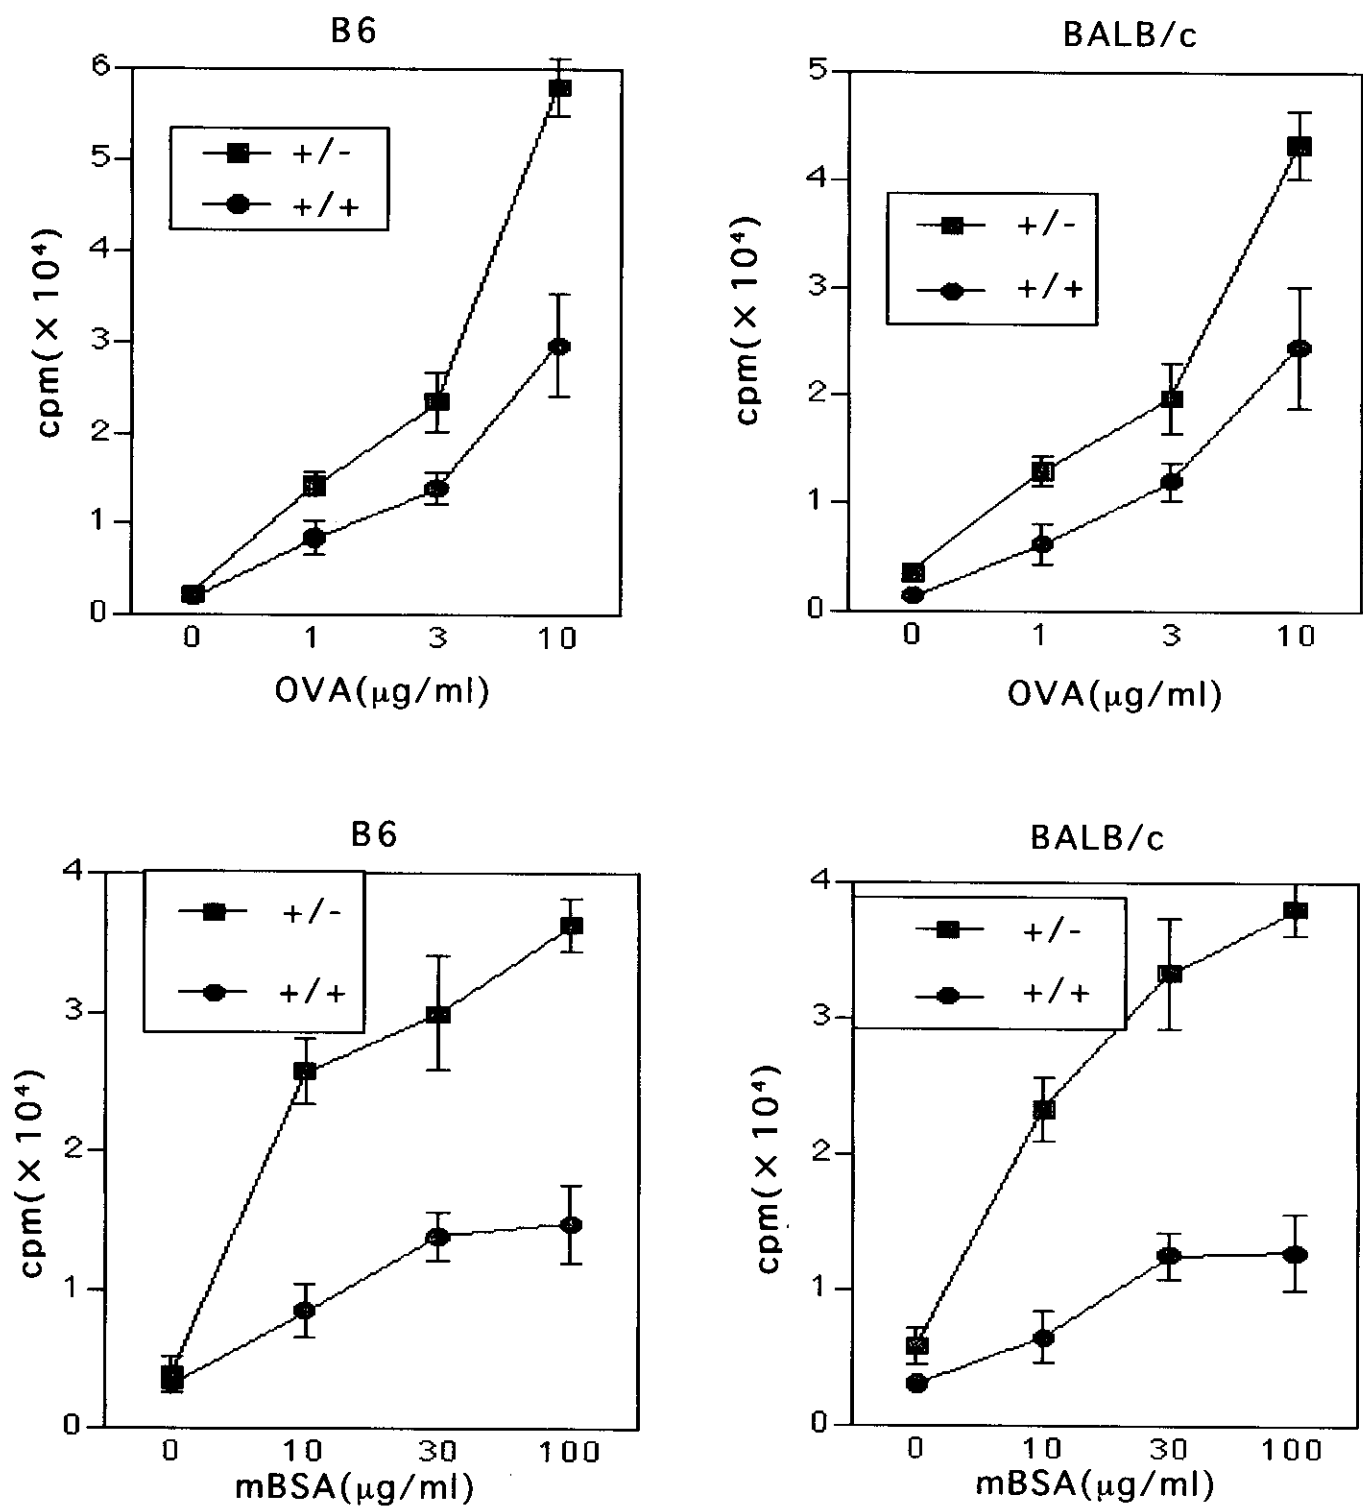 B6
6
5
4
3
2
1
0
cpm(×10⁴)
+/-
+/+
0 1 3 10
OVA(μg/ml)
BALB/c
5
4
3
2
1
0
cpm(×10⁴)
+/-
+/+
0 1 3 10
OVA(μg/ml)
B6
4
3
2
1
0
cpm(×10⁴)
+/-
+/+
0 10 30 100
mBSA(μg/ml)
BALB/c
4
3
2
1
0
cpm(×10⁴)
+/-
+/+
0 10 30 100
mBSA(μg/ml)